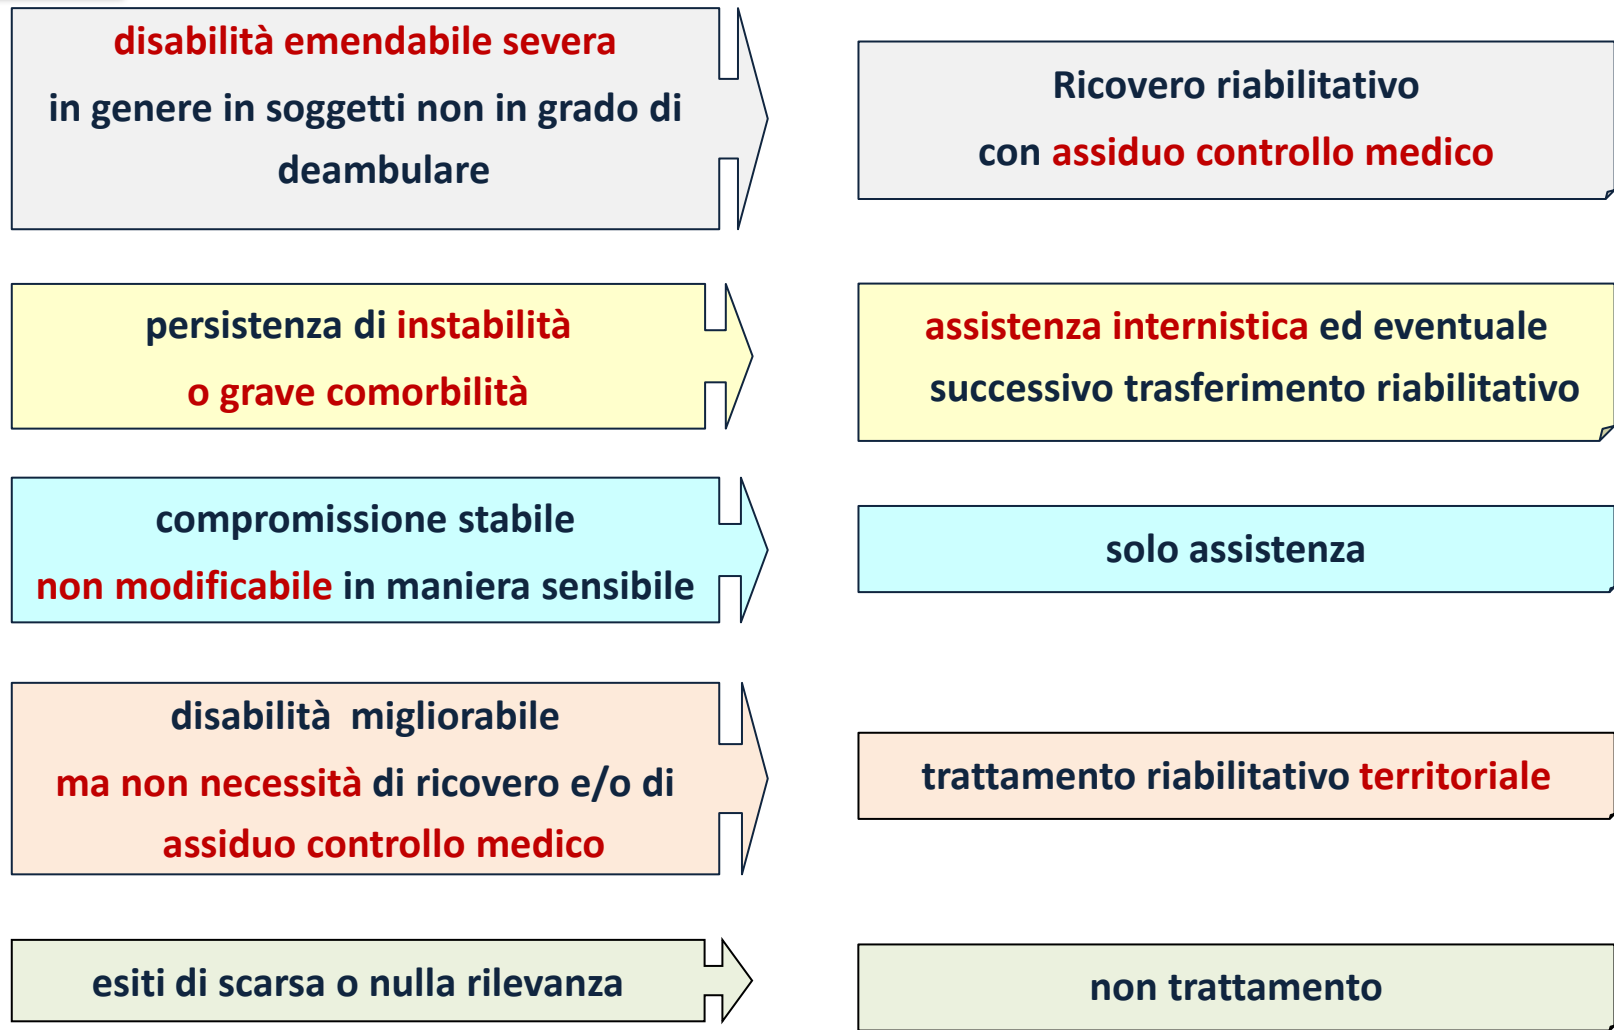 disabilità emendabile severa
in genere in soggetti non in grado di
deambulare
Ricovero riabilitativo
con assiduo controllo medico
persistenza di instabilità
o grave comorbilità
assistenza internistica ed eventuale
successivo trasferimento riabilitativo
compromissione stabile
non modificabile in maniera sensibile
solo assistenza
disabilità migliorabile
ma non necessità di ricovero e/o di
assiduo controllo medico
trattamento riabilitativo territoriale
esiti di scarsa o nulla rilevanza
non trattamento